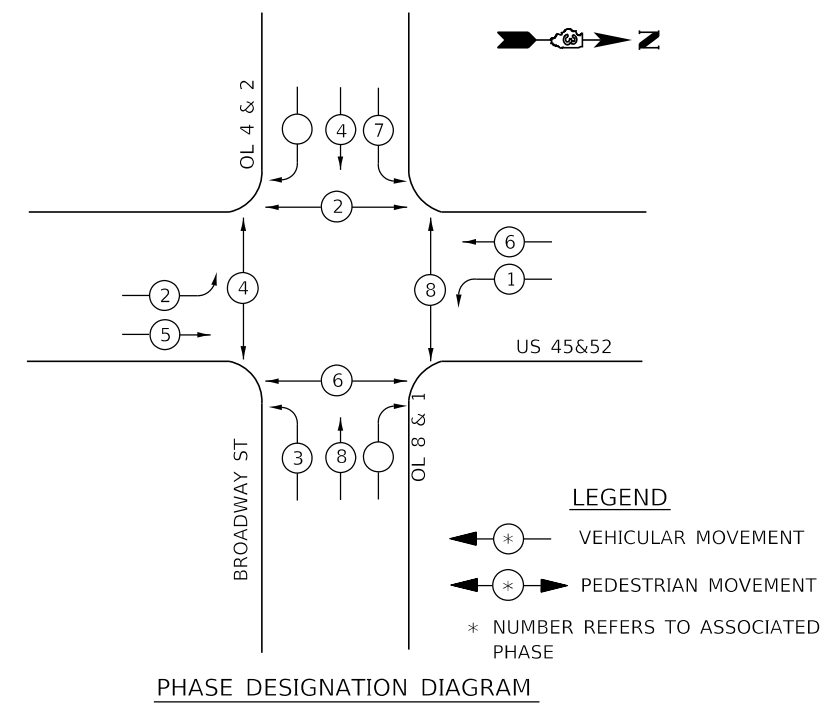 3 N
OL 4 & 2
4 7
2
6
1
2
4
8
5
US 45&52
6
OL 8 & 1
3 8
BROADWAY ST
LEGEND
* VEHICULAR MOVEMENT
* PEDESTRIAN MOVEMENT
* NUMBER REFERS TO ASSOCIATED
PHASE
PHASE DESIGNATION DIAGRAM